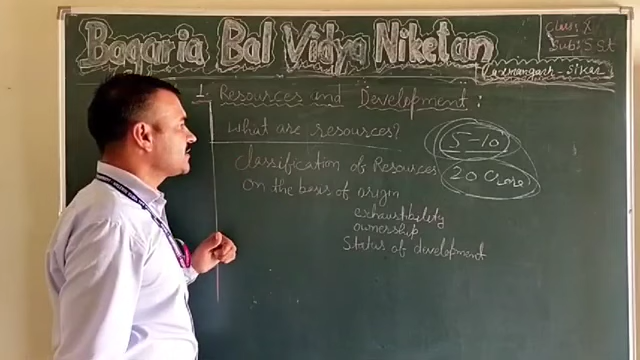 Bagaria Bal Vidya Niketan
Class X
Sub: S.St
Laxmangarh - Sikar
1 Resources and Development :
What are resources?
5-10
20 Crore
Classification of Resources
On the basis of origin
exhaustibility
ownership
Status of development